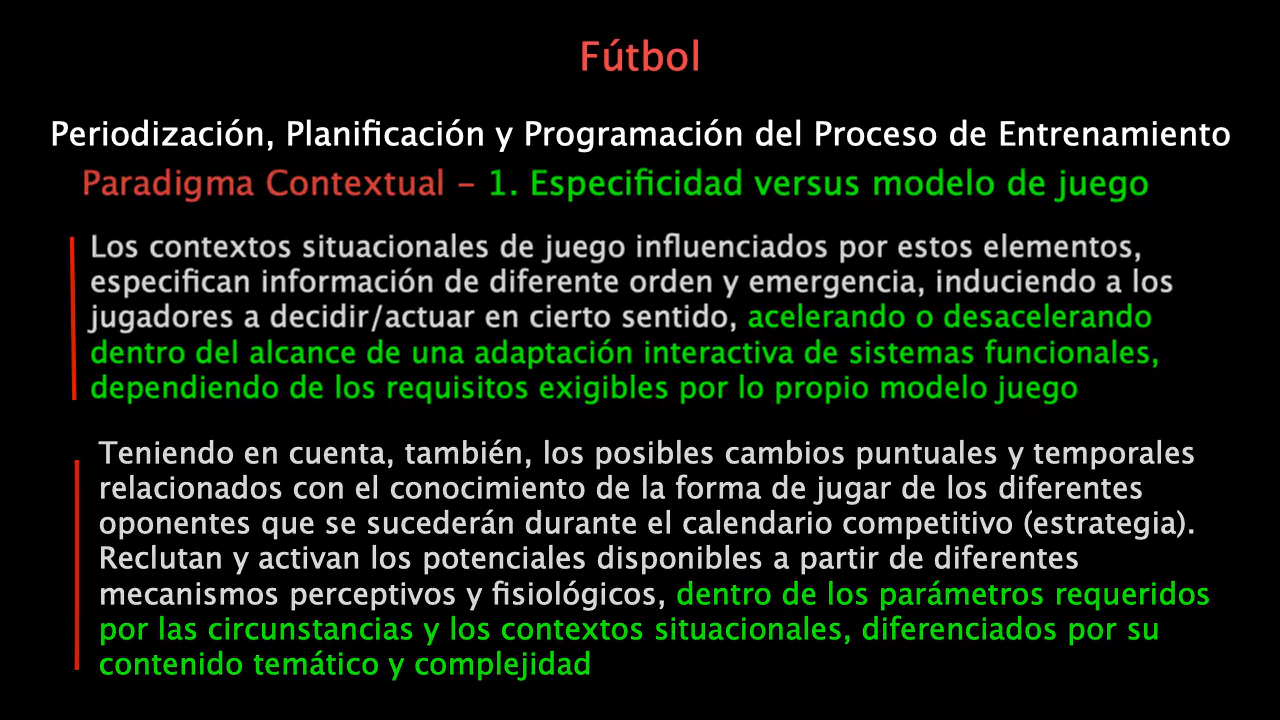 Fútbol
Periodización, Planificación y Programación del Proceso de Entrenamiento
Paradigma Contextual - 1. Especificidad versus modelo de juego
Los contextos situacionales de juego influenciados por estos elementos,
especifican información de diferente orden y emergencia, induciendo a los
jugadores a decidir/actuar en cierto sentido, acelerando o desacelerando
dentro del alcance de una adaptación interactiva de sistemas funcionales,
dependiendo de los requisitos exigibles por lo propio modelo juego
Teniendo en cuenta, también, los posibles cambios puntuales y temporales
relacionados con el conocimiento de la forma de jugar de los diferentes
oponentes que se sucederán durante el calendario competitivo (estrategia).
Reclutan y activan los potenciales disponibles a partir de diferentes
mecanismos perceptivos y fisiológicos, dentro de los parámetros requeridos
por las circunstancias y los contextos situacionales, diferenciados por su
contenido temático y complejidad